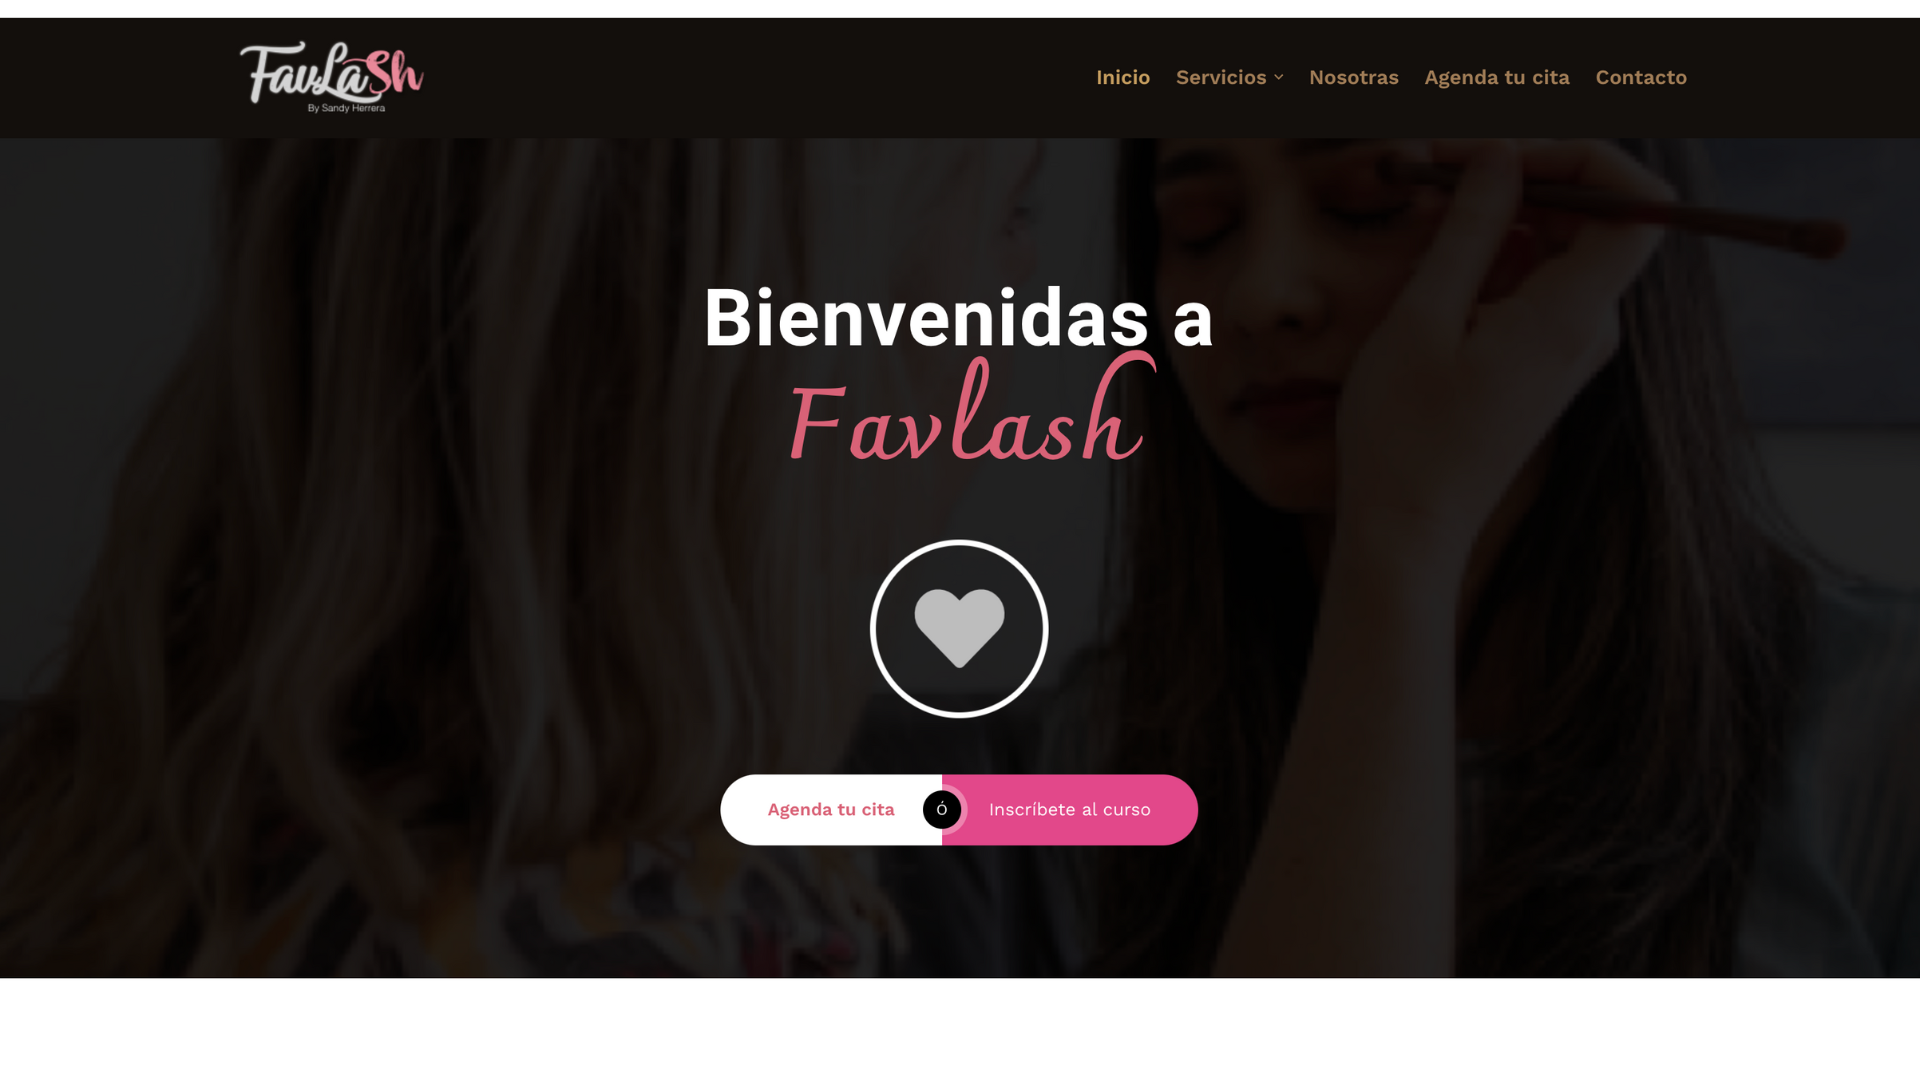 FavLaSh
By Sandy Herrera
Inicio Servicios Nosotras Agenda tu cita Contacto
Bienvenidas a
Favlash
Agenda tu cita Ó Inscríbete al curso